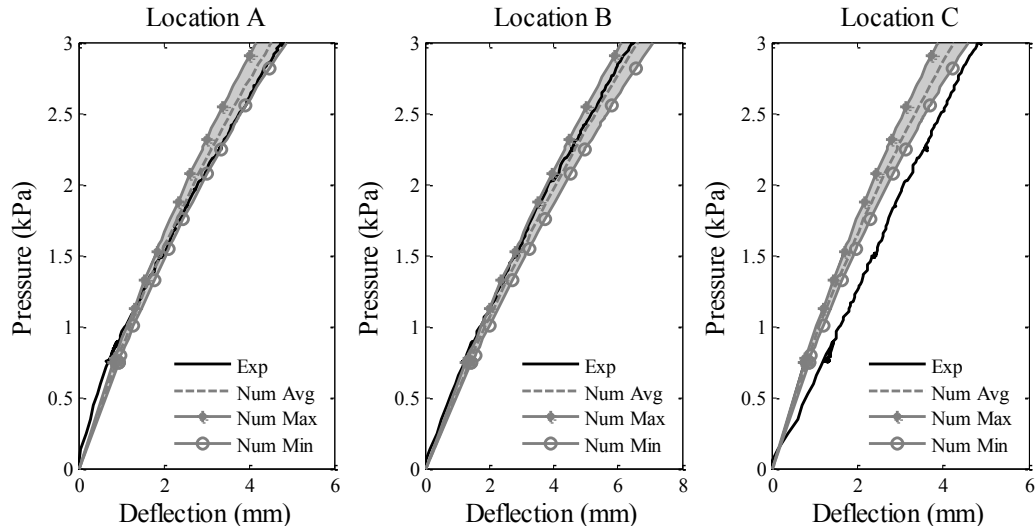 Location A
3
2.5
2
1.5
1
0.5
0
Pressure (kPa)
Exp
Num Avg
Num Max
Num Min
0 2 4 6
Deflection (mm)
Location B
3
2.5
2
1.5
1
0.5
0
Pressure (kPa)
Exp
Num Avg
Num Max
Num Min
0 2 4 6 8
Deflection (mm)
Location C
3
2.5
2
1.5
1
0.5
0
Pressure (kPa)
Exp
Num Avg
Num Max
Num Min
0 2 4 6
Deflection (mm)